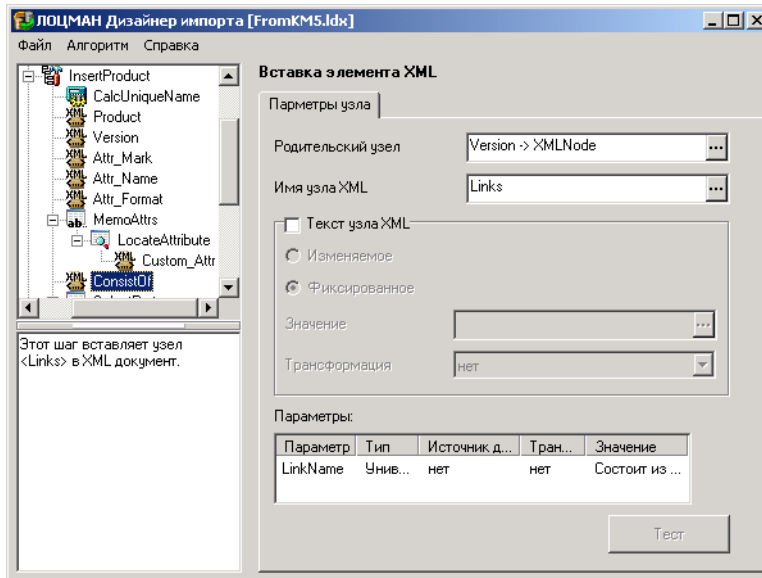 ЛОЦМАН Дизайнер импорта [FromKM5.ldx]
Файл Алгоритм Справка
InsertProduct
CalcUniqueName
Product
Version
Attr_Mark
Attr_Name
Attr_Format
MemoAttrs
LocateAttribute
Custom_Attr
ConsistOf
Этот шаг вставляет узел
<Links> в XML документ.
Вставка элемента XML
Парметры узла
Родительский узел Version -> XMLNode ...
Имя узла XML Links ...
Текст узла XML
Изменяемое
Фиксированное
Значение ...
Трансформация нет
Параметры:
Параметр Тип Источник д... Тран... Значение
LinkName Унив... нет нет Состоит из ...
Тест